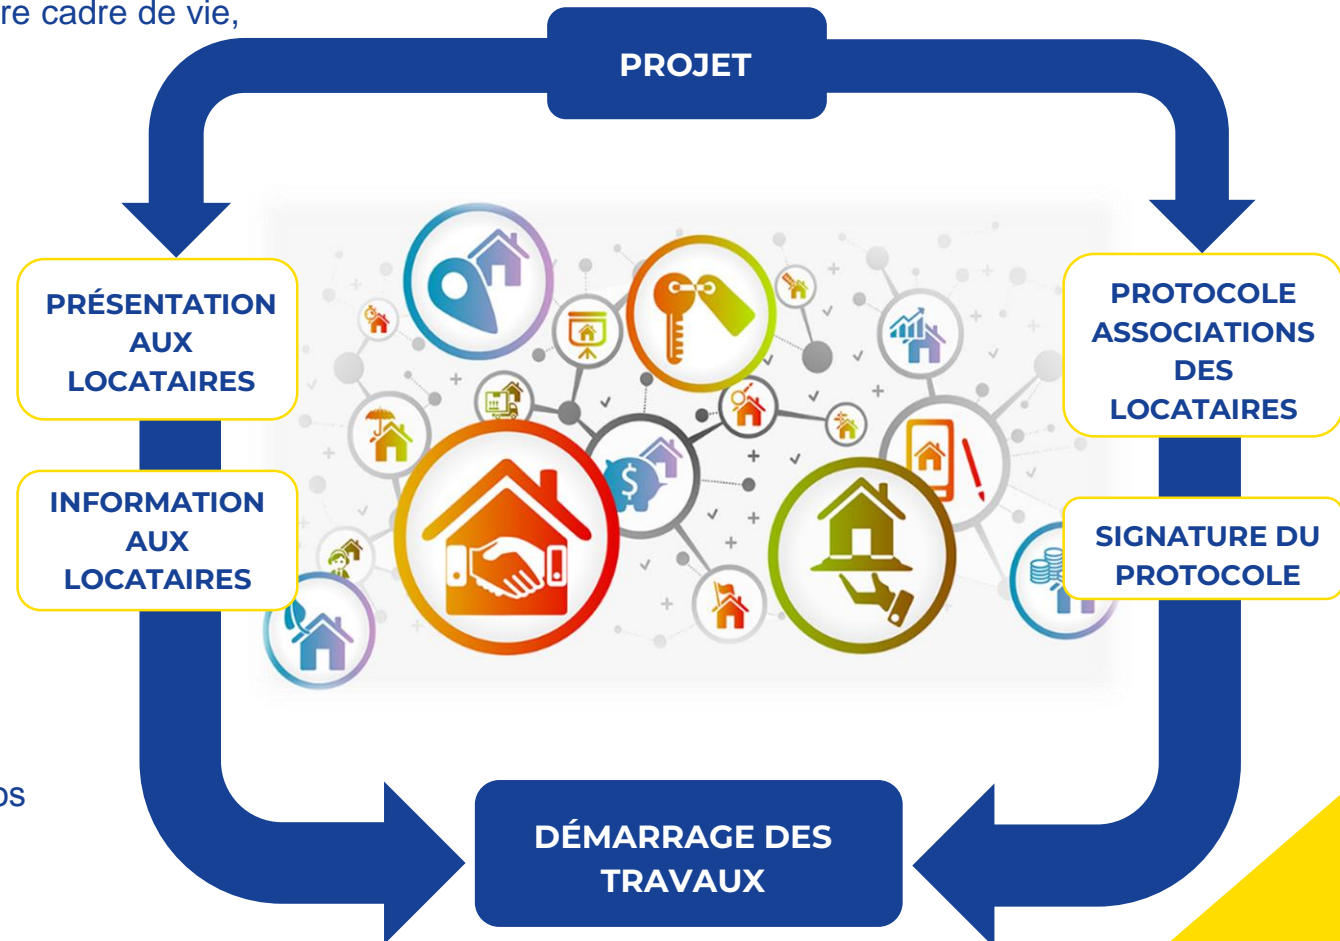 cadre de vie,
PROJET
PRÉSENTATION
AUX
LOCATAIRES
INFORMATION
AUX
LOCATAIRES
PROTOCOLE
ASSOCIATIONS
DES
LOCATAIRES
SIGNATURE DU
PROTOCOLE
DÉMARRAGE DES
TRAVAUX